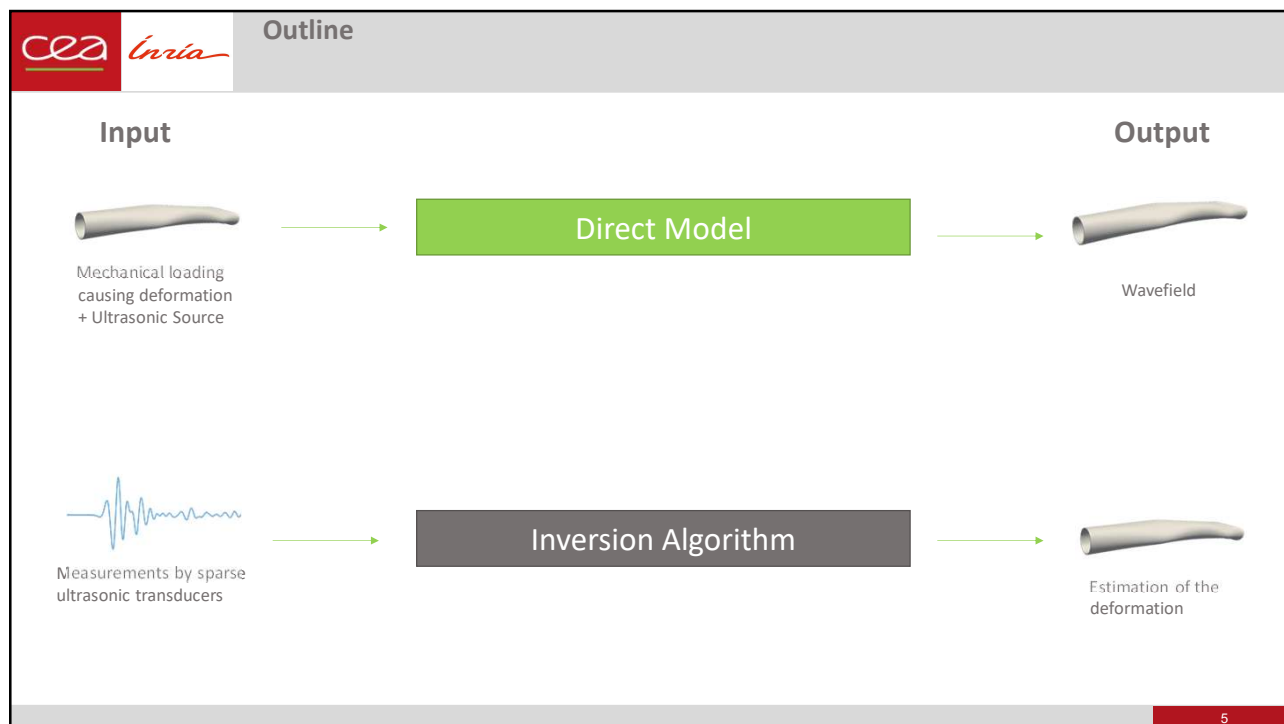 cea
Inria
Outline
Input
Output
Direct Model
Mechanical loading
causing deformation
+ Ultrasonic Source
Wavefield
Inversion Algorithm
Measurements by sparse
ultrasonic transducers
Estimation of the
deformation
5